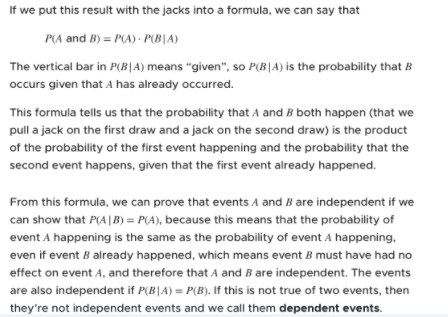 If we put this result with the jacks into a formula, we can say that
P(A and B) = P(A) · P(B|A)
The vertical bar in P(B|A) means “given”, so P(B|A) is the probability that B
occurs given that A has already occurred.
This formula tells us that the probability that A and B both happen (that we
pull a jack on the first draw and a jack on the second draw) is the product
of the probability of the first event happening and the probability that the
second event happens, given that the first event already happened.
From this formula, we can prove that events A and B are independent if we
can show that P(A|B) = P(A), because this means that the probability of
event A happening is the same as the probability of event A happening,
even if event B already happened, which means event B must have had no
effect on event A, and therefore that A and B are independent. The events
are also independent if P(B|A) = P(B). If this is not true of two events, then
they’re not independent events and we call them dependent events.